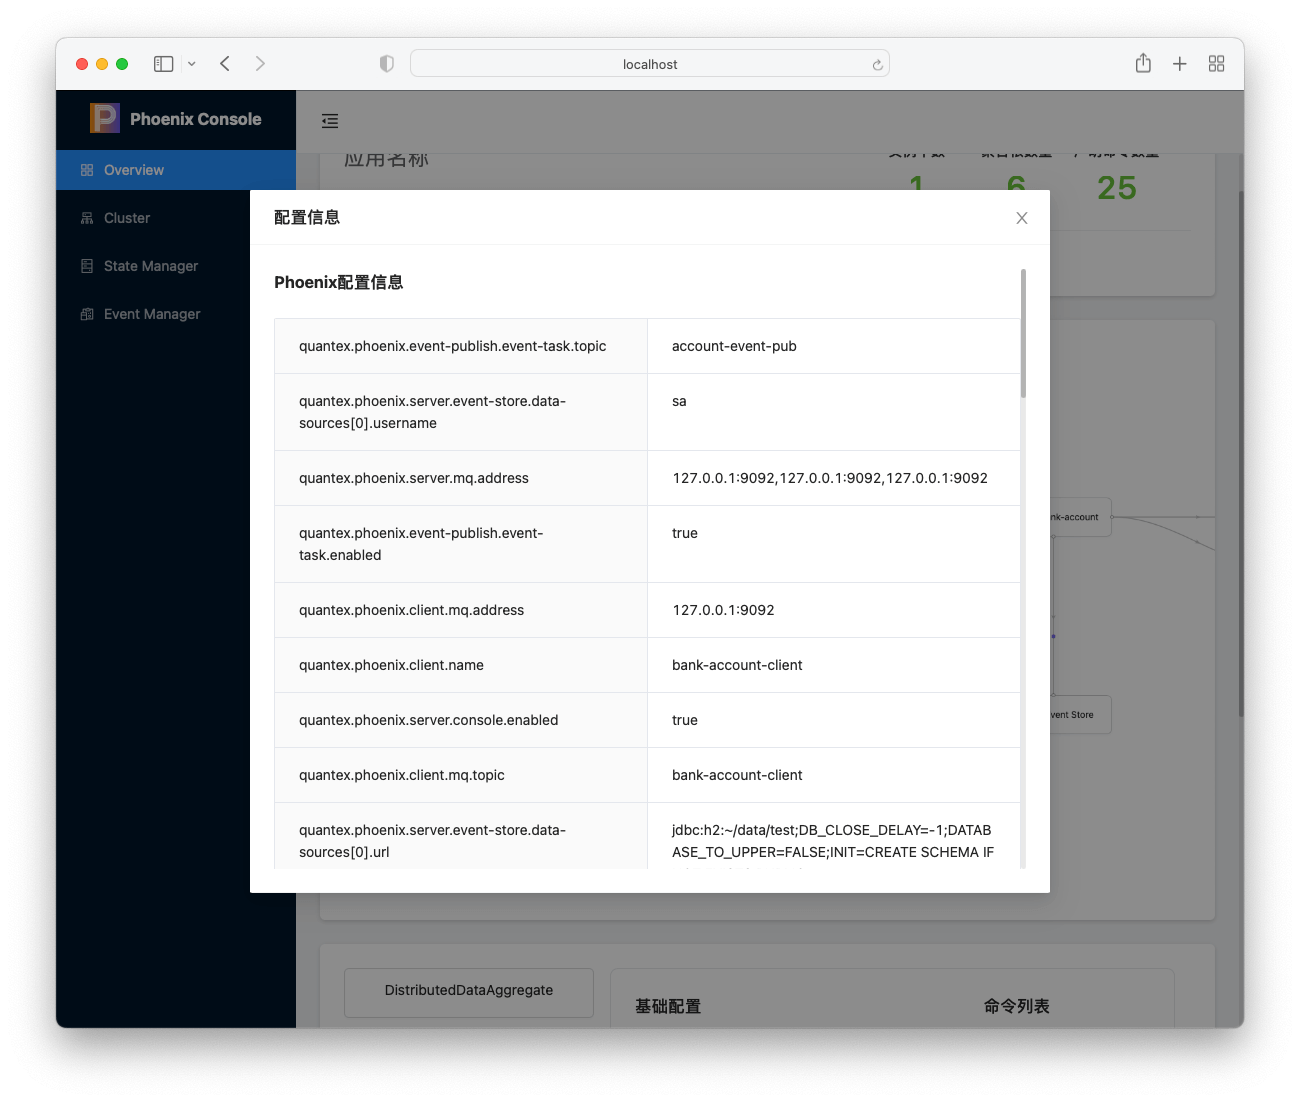 localhost
Phoenix Console
应用名称
1
6
25
Overview
Cluster
State Manager
Event Manager
配置信息
Phoenix配置信息
quantex.phoenix.event-publish.event-task.topic
account-event-pub
quantex.phoenix.server.event-store.data-
sources[0].username
sa
quantex.phoenix.server.mq.address
127.0.0.1:9092,127.0.0.1:9092,127.0.0.1:9092
quantex.phoenix.event-publish.event-
task.enabled
true
quantex.phoenix.client.mq.address
127.0.0.1:9092
quantex.phoenix.client.name
bank-account-client
quantex.phoenix.server.console.enabled
true
quantex.phoenix.client.mq.topic
bank-account-client
quantex.phoenix.server.event-store.data-
sources[0].url
jdbc:h2:~/data/test;DB_CLOSE_DELAY=-1;DATAB
ASE_TO_UPPER=FALSE;INIT=CREATE SCHEMA IF
nk-account
vent Store
DistributedDataAggregate
基础配置
命令列表